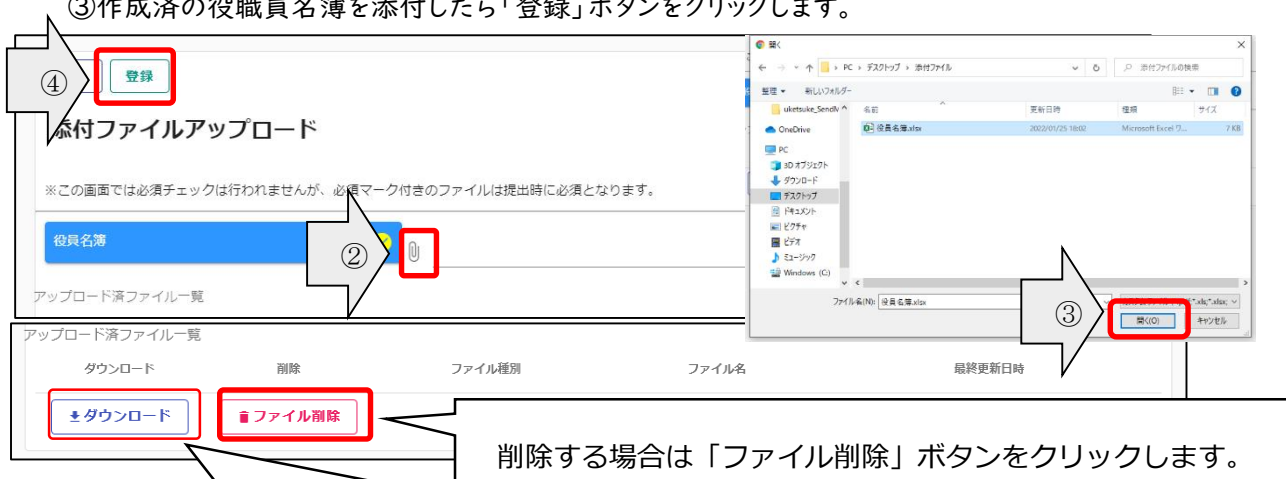 ③作成済の役職員名簿を添付したら「登録」ボタンをクリックします。
④
登録
添付ファイルアップロード
※この画面では必須チェックは行われませんが、必須マーク付きのファイルは提出時に必須となります。
役員名簿
②
アップロード済ファイル一覧
開く
PC › デスクトップ › 添付ファイル
添付ファイルの検索
整理 新しいフォルダー
名前 更新日時 種類 サイズ
役員名簿.xlsx 2022/01/25 18:02 Microsoft Excel ワ... 7 KB
uketsuke_SendM
OneDrive
PC
3D オブジェクト
ダウンロード
デスクトップ
ドキュメント
ピクチャ
ビデオ
ミュージック
Windows (C:)
ファイル名(N): 役員名簿.xlsx
③
開く(O) キャンセル
アップロード済ファイル一覧
ダウンロード 削除 ファイル種別 ファイル名 最終更新日時
ダウンロード ファイル削除
削除する場合は「ファイル削除」ボタンをクリックします。